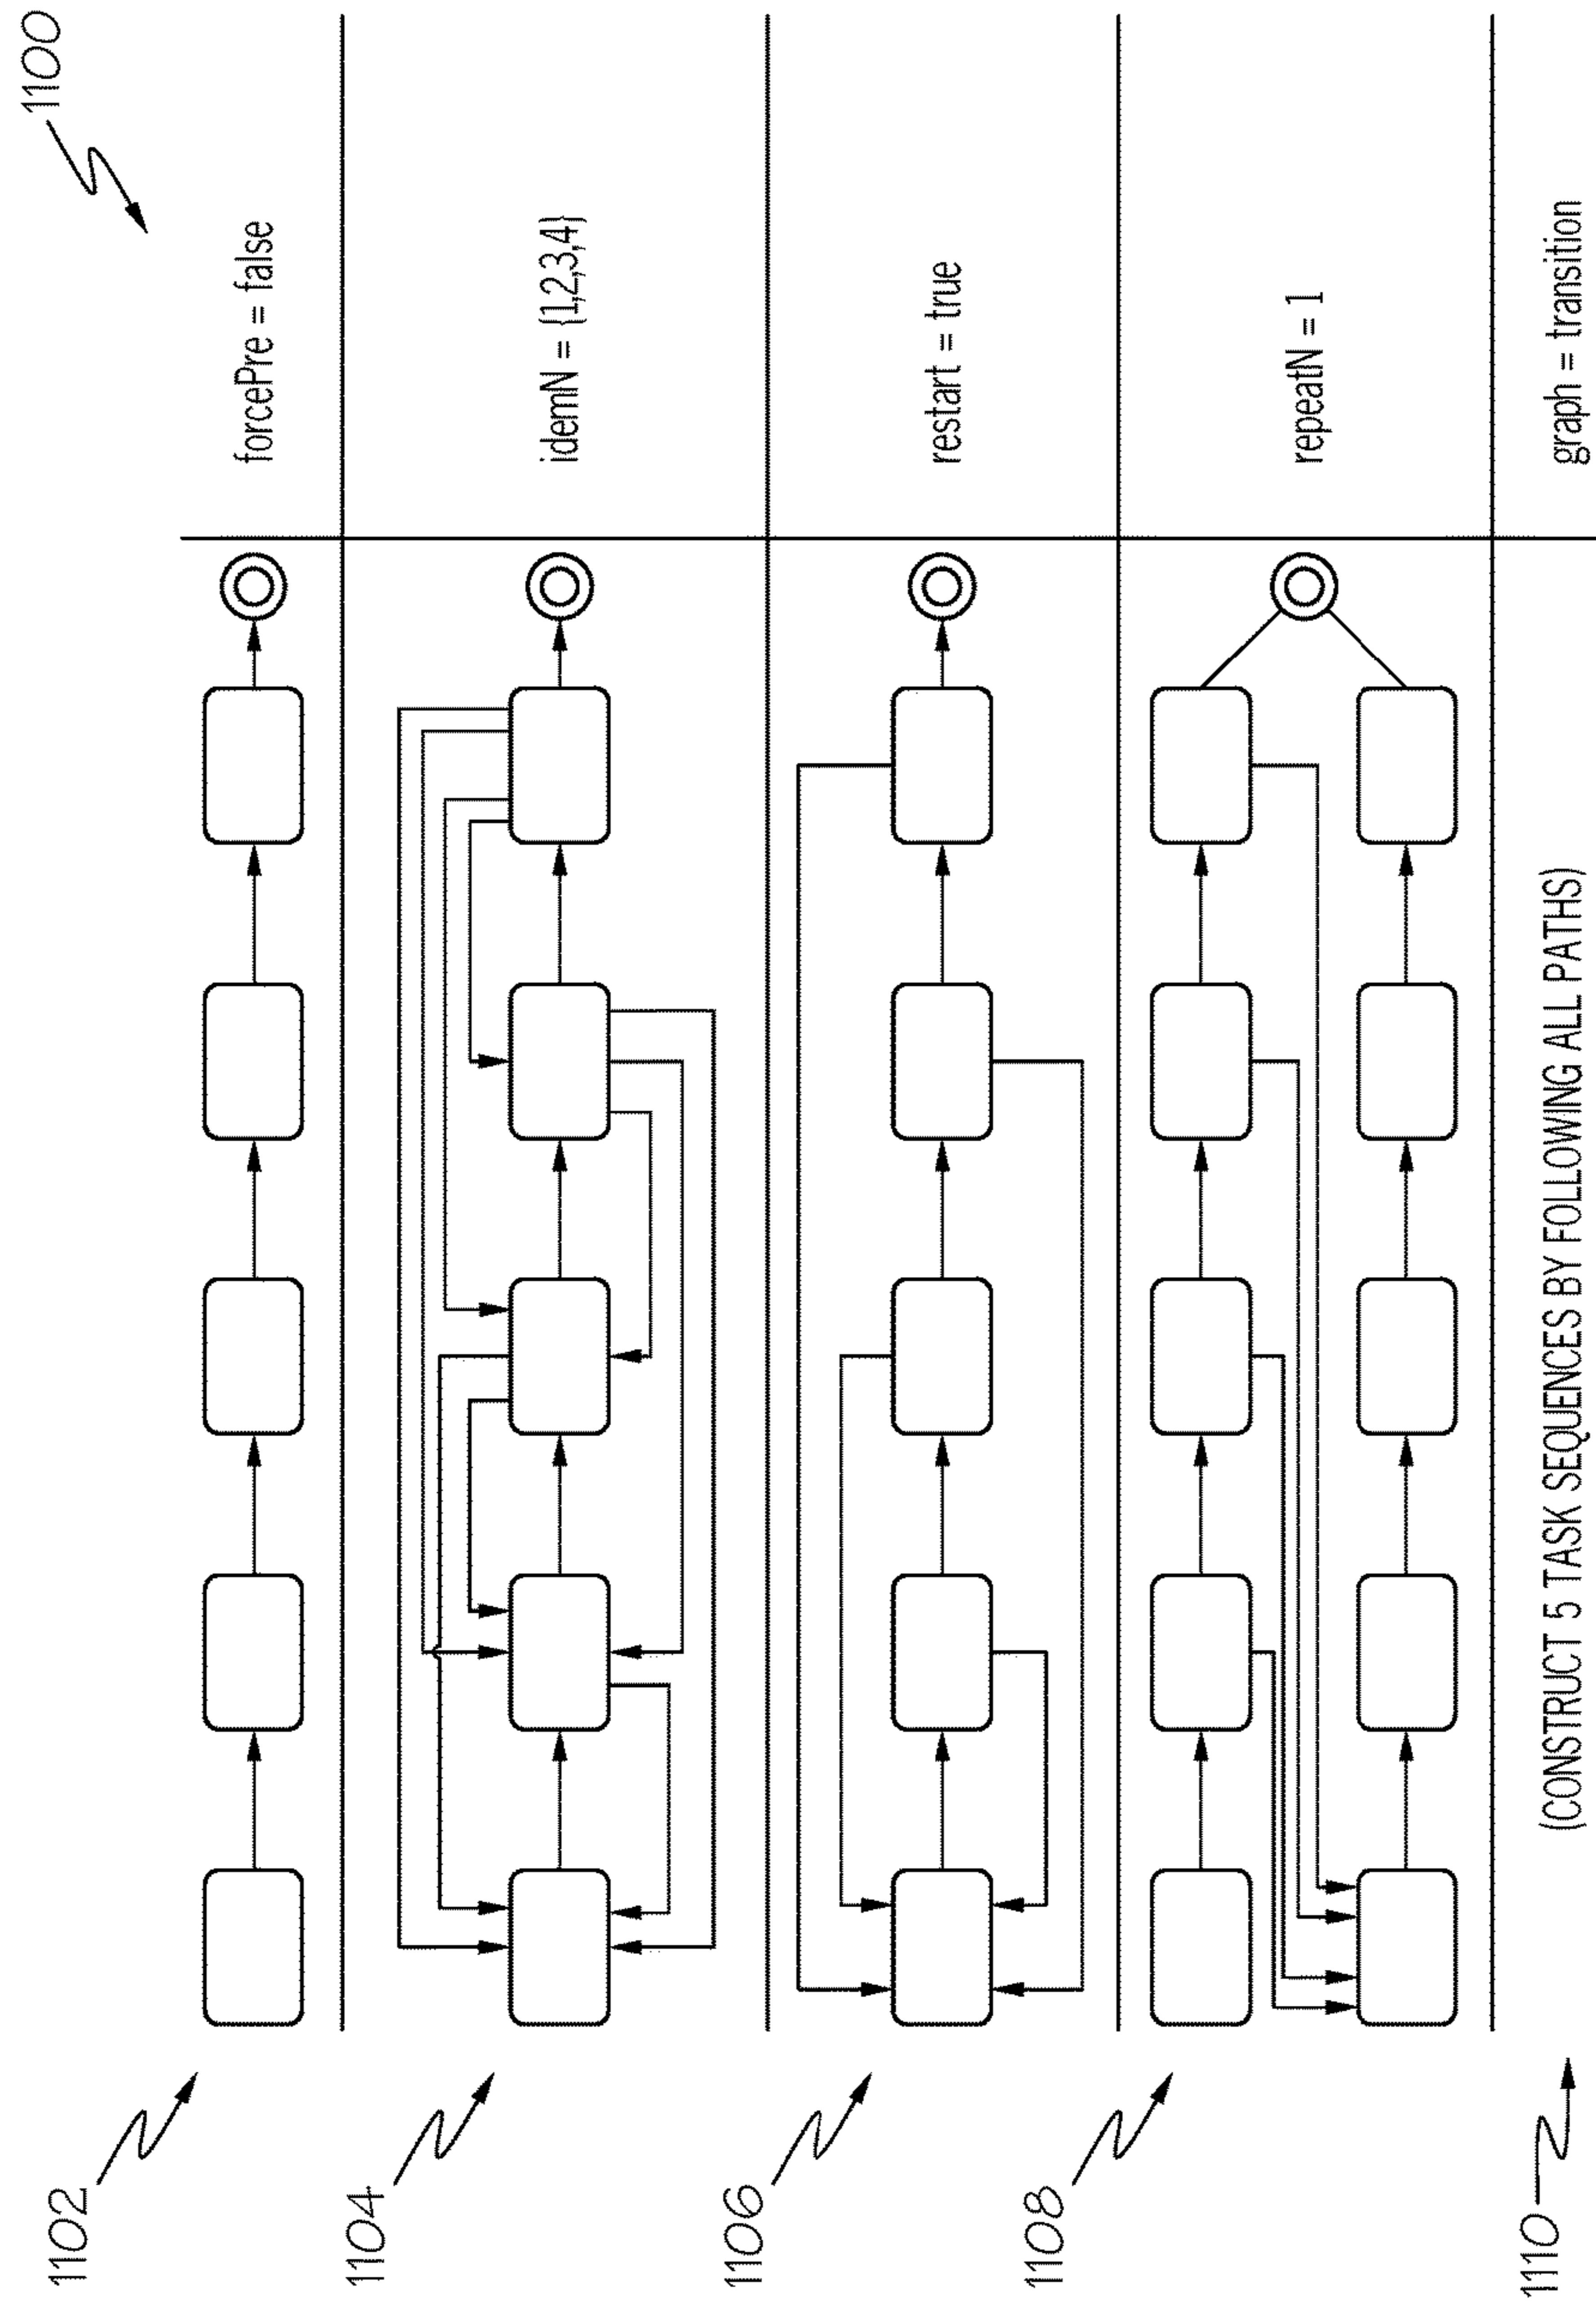 1100
1102
forcePre = false
1104
idemN = {1,2,3,4}
1106
restart = true
1108
repeatN = 1
1110
(CONSTRUCT 5 TASK SEQUENCES BY FOLLOWING ALL PATHS)
graph = transition